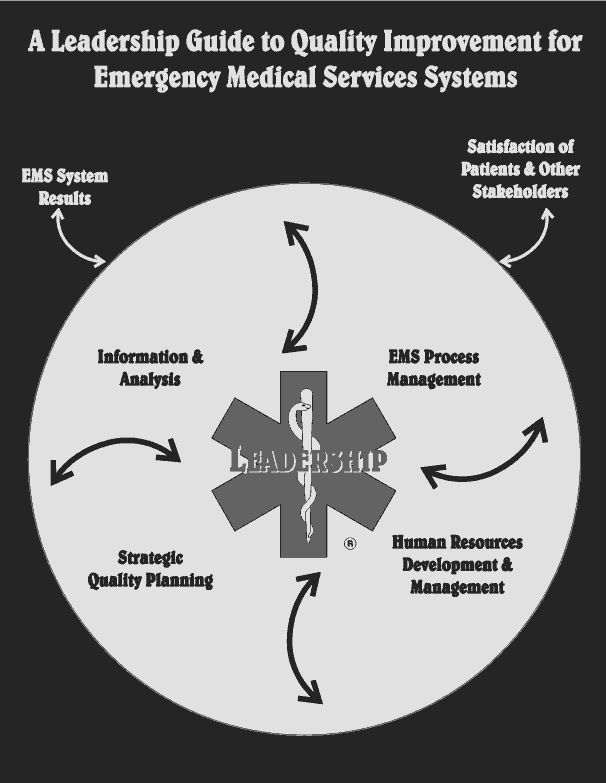 A Leadership Guide to Quality Improvement for
Emergency Medical Services Systems
Satisfaction of
Patients & Other
Stakeholders
EMS System
Results
Information &
Analysis
EMS Process
Management
LEADERSHIP
®
Strategic
Quality Planning
Human Resources
Development &
Management